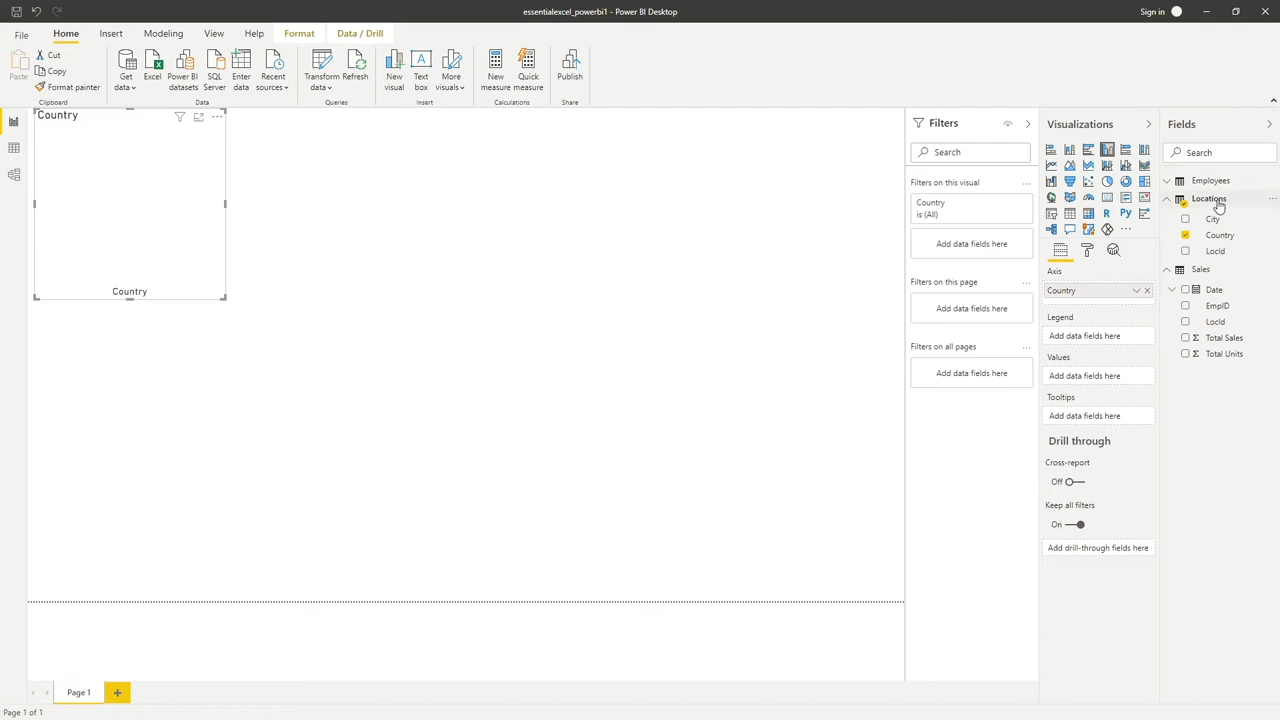 essentialexcel_powerbi1 - Power BI Desktop
Sign in
File
Home
Insert
Modeling
View
Help
Format
Data / Drill
Paste
Cut
Copy
Format painter
Clipboard
Get data
Excel
Power BI datasets
SQL Server
Enter data
Recent sources
Data
Transform data
Refresh
Queries
New visual
Text box
More visuals
Insert
New measure
Quick measure
Calculations
Publish
Share
Country
Country
Filters
Search
Filters on this visual
...
Country
is (All)
Add data fields here
Filters on this page
...
Add data fields here
Filters on all pages
...
Add data fields here
Visualizations
R
Py
...
Axis
Country
Legend
Add data fields here
Values
Add data fields here
Tooltips
Add data fields here
Drill through
Cross-report
Off
Keep all filters
On
Add drill-through fields here
Fields
Search
Employees
Locations
City
Country
LocId
Sales
Date
EmpID
LocId
Σ Total Sales
Σ Total Units
Page 1
Page 1 of 1